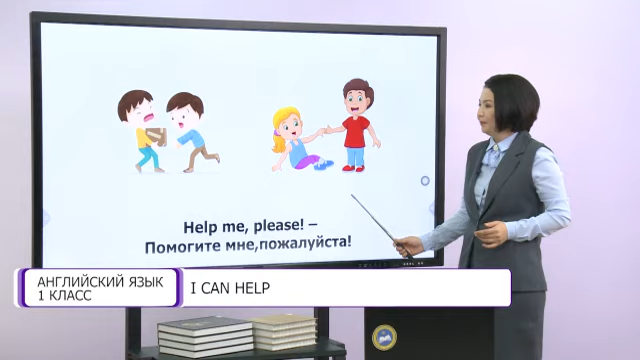 Help me, please! –
Помогите мне,пожалуйста!
АНГЛИЙСКИЙ ЯЗЫК
1 КЛАСС
I CAN HELP